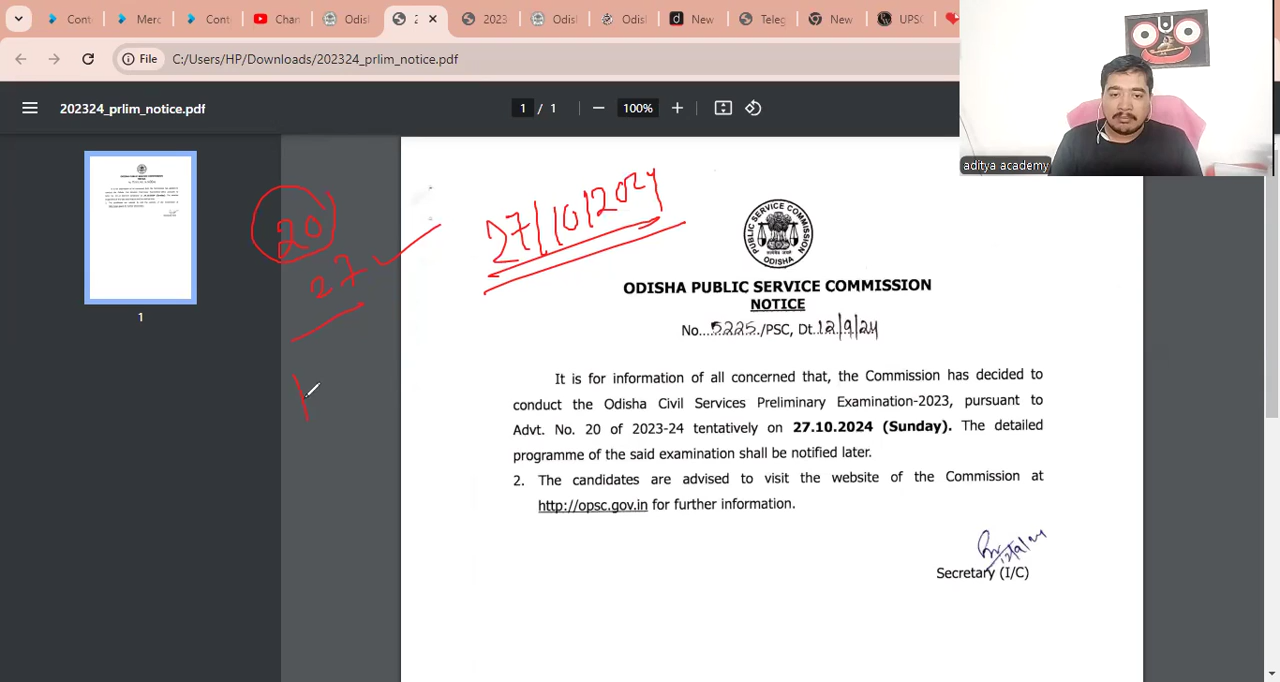 Cont
Merc
Cont
Chan
Odisl
2
2023
Odisl
Odisl
New
Teleg
New
UPSC
File
C:/Users/HP/Downloads/202324_prlim_notice.pdf
202324_prlim_notice.pdf
1 / 1
100%
aditya academy
1
20
27
27/10/2024
PUBLIC SERVICE COMMISSION
ODISHA
ODISHA PUBLIC SERVICE COMMISSION
NOTICE
No...5225./PSC, Dt.12/9/24
It is for information of all concerned that, the Commission has decided to
conduct the Odisha Civil Services Preliminary Examination-2023, pursuant to
Advt. No. 20 of 2023-24 tentatively on 27.10.2024 (Sunday). The detailed
programme of the said examination shall be notified later.
2. The candidates are advised to visit the website of the Commission at
http://opsc.gov.in for further information.
Secretary (I/C)